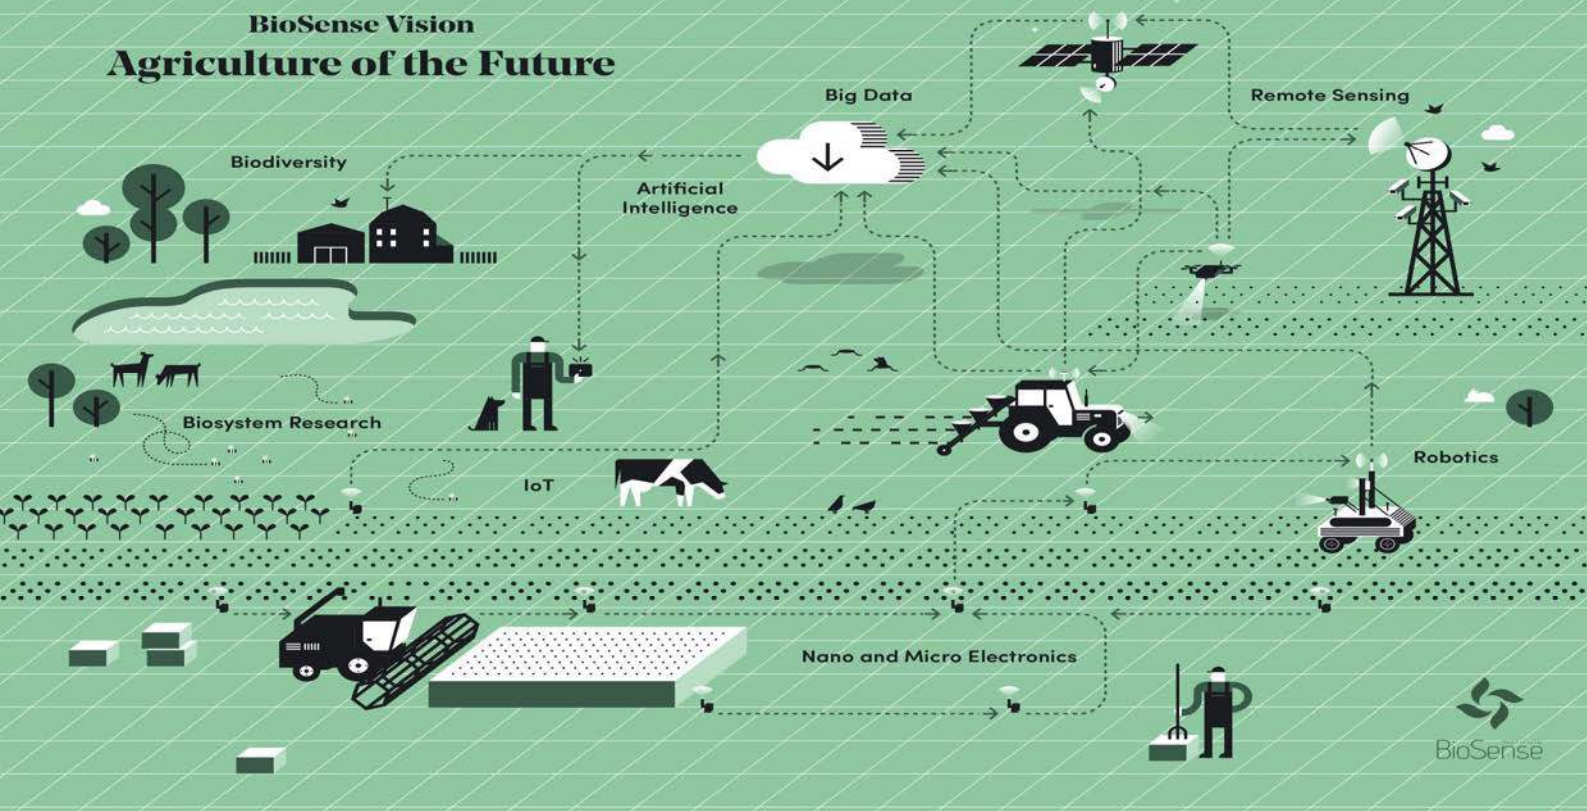 BioSense Vision
Agriculture of the Future
Big Data
Remote Sensing
Biodiversity
Artificial
Intelligence
Biosystem Research
IoT
Robotics
Nano and Micro Electronics
BioSense